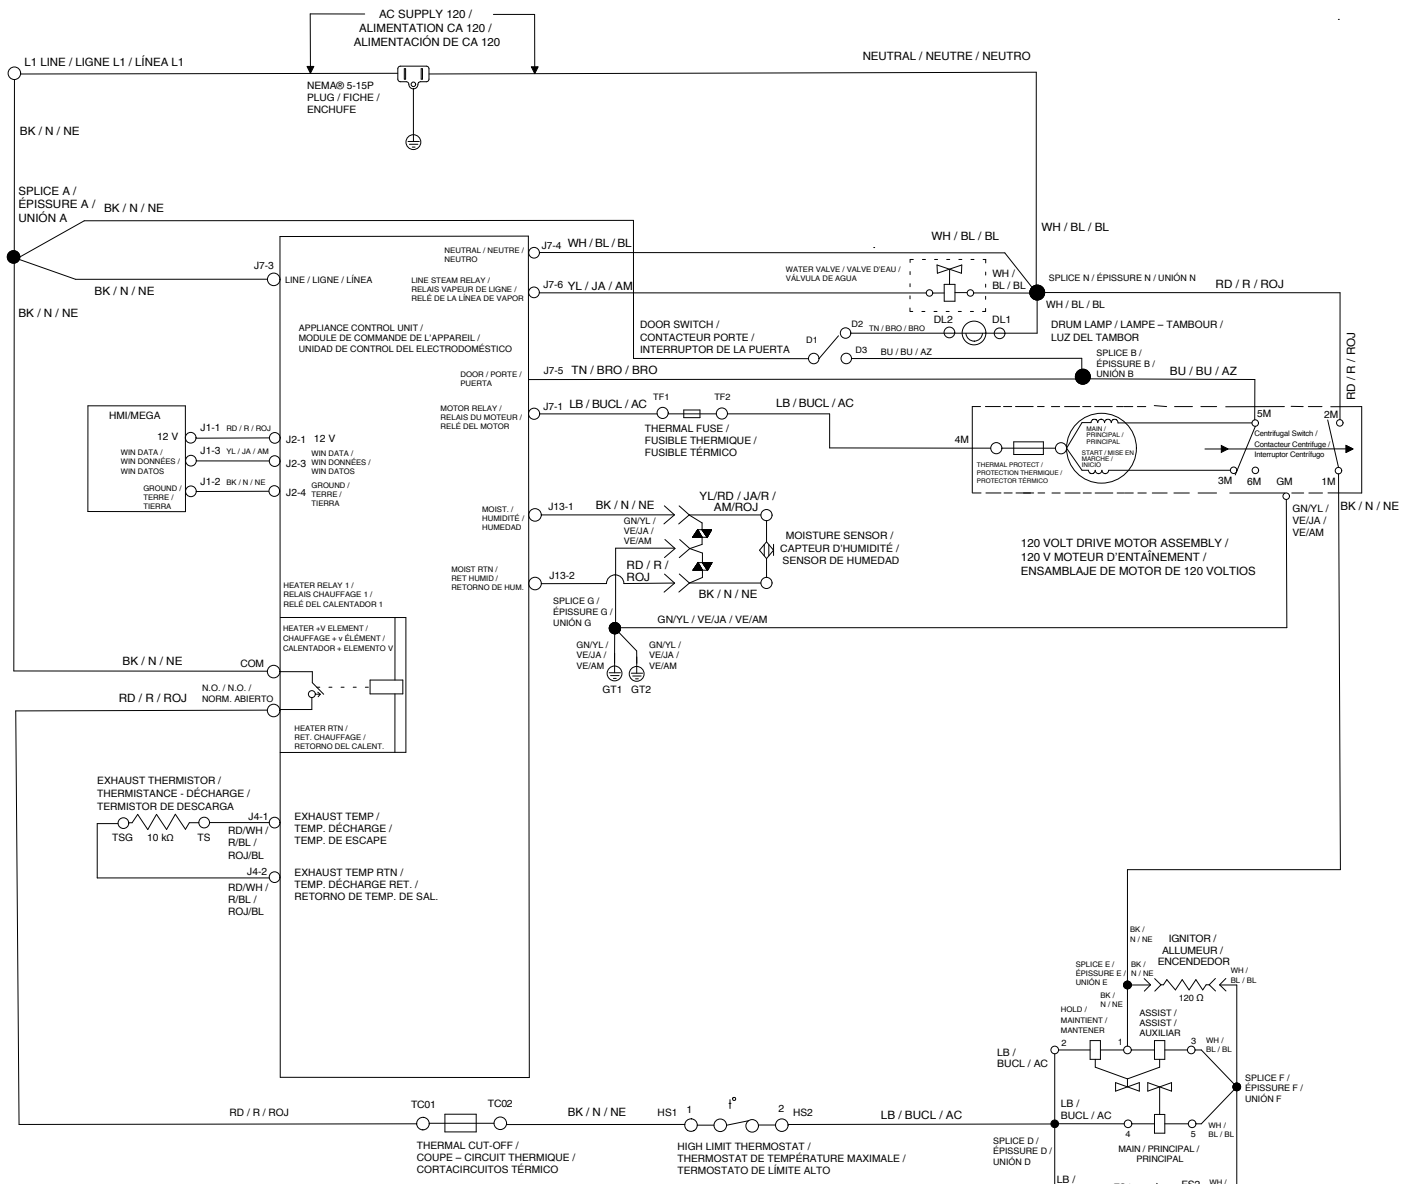 AC SUPPLY 120 /
ALIMENTATION CA 120 /
ALIMENTACIÓN DE CA 120
L1 LINE / LIGNE L1 / LÍNEA L1
NEUTRAL / NEUTRE / NEUTRO
NEMA® 5-15P
PLUG / FICHE /
ENCHUFE
BK / N / NE
SPLICE A /
ÉPISSURE A /
UNIÓN A
BK / N / NE
BK / N / NE
BK / N / NE
J7-3
LINE / LIGNE / LÍNEA
NEUTRAL / NEUTRE /
NEUTRO
J7-4
WH / BL / BL
WH / BL / BL
WH / BL / BL
LINE STEAM RELAY /
RELAIS VAPEUR DE LIGNE /
RELÉ DE LA LÍNEA DE VAPOR
J7-6
YL / JA / AM
WATER VALVE / VALVE D'EAU /
VÁLVULA DE AGUA
WH /
BL / BL
SPLICE N / ÉPISSURE N / UNIÓN N
RD / R / ROJ
WH / BL / BL
RD / R / ROJ
APPLIANCE CONTROL UNIT /
MODULE DE COMMANDE DE L'APPAREIL /
UNIDAD DE CONTROL DEL ELECTRODOMÉSTICO
DOOR SWITCH /
CONTACTEUR PORTE /
INTERRUPTOR DE LA PUERTA
D1
D2
TN / BRO / BRO
DL2
DL1
D3
BU / BU / AZ
DRUM LAMP / LAMPE – TAMBOUR /
LUZ DEL TAMBOR
SPLICE B /
ÉPISSURE B /
UNIÓN B
BU / BU / AZ
DOOR / PORTE /
PUERTA
J7-5
TN / BRO / BRO
MOTOR RELAY /
RELAIS DU MOTEUR /
RELÉ DEL MOTOR
J7-1
LB / BUCL / AC
TF1
TF2
LB / BUCL / AC
THERMAL FUSE /
FUSIBLE THERMIQUE /
FUSIBLE TÉRMICO
4M
THERMAL PROTECT /
PROTECTION THERMIQUE /
PROTECTOR TÉRMICO
MAIN /
PRINCIPAL /
PRINCIPAL
START / MISE EN
MARCHE /
INICIO
5M
2M
Centrifugal Switch /
Contacteur Centrifuge /
Interruptor Centrífugo
3M
6M
GM
1M
GN/YL /
VE/JA /
VE/AM
BK / N / NE
120 VOLT DRIVE MOTOR ASSEMBLY /
120 V MOTEUR D'ENTAÎNEMENT /
ENSAMBLAJE DE MOTOR DE 120 VOLTIOS
HMI/MEGA
12 V
WIN DATA /
WIN DONNÉES /
WIN DATOS
GROUND /
TERRE /
TIERRA
J1-1
RD / R / ROJ
J2-1
12 V
J1-3
YL / JA / AM
J2-3
WIN DATA /
WIN DONNÉES /
WIN DATOS
J1-2
BK / N / NE
J2-4
GROUND /
TERRE /
TIERRA
MOIST. /
HUMIDITÉ /
HUMEDAD
J13-1
BK / N / NE
YL/RD / JA/R /
AM/ROJ
GN/YL /
VE/JA /
VE/AM
MOISTURE SENSOR /
CAPTEUR D'HUMIDITÉ /
SENSOR DE HUMEDAD
MOIST RTN /
RET HUMID /
RETORNO DE HUM.
J13-2
RD / R /
ROJ
BK / N / NE
SPLICE G /
ÉPISSURE G /
UNIÓN G
GN/YL / VE/JA / VE/AM
GN/YL /
VE/JA /
VE/AM
GN/YL /
VE/JA /
VE/AM
GT1
GT2
HEATER RELAY 1 /
RELAIS CHAUFFAGE 1 /
RELÉ DEL CALENTADOR 1
HEATER +V ELEMENT /
CHAUFFAGE + v ÉLÉMENT /
CALENTADOR + ELEMENTO V
BK / N / NE
COM
RD / R / ROJ
N.O. / N.O. /
NORM. ABIERTO
HEATER RTN /
RET. CHAUFFAGE /
RETORNO DEL CALENT.
EXHAUST THERMISTOR /
THERMISTANCE - DÉCHARGE /
TERMISTOR DE DESCARGA
TSG
10 kΩ
TS
J4-1
RD/WH /
R/BL /
ROJ/BL
EXHAUST TEMP /
TEMP. DÉCHARGE /
TEMP. DE ESCAPE
J4-2
RD/WH /
R/BL /
ROJ/BL
EXHAUST TEMP RTN /
TEMP. DÉCHARGE RET. /
RETORNO DE TEMP. DE SAL.
BK /
N / NE
IGNITOR /
ALLUMEUR /
ENCENDEDOR
SPLICE E /
ÉPISSURE E /
UNIÓN E
BK /
N / NE
WH /
BL / BL
120 Ω
BK /
N / NE
HOLD /
MAINTIENT /
MANTENER
ASSIST /
ASSIST /
AUXILIAR
2
1
3
WH /
BL / BL
LB /
BUCL / AC
SPLICE F /
ÉPISSURE F /
UNIÓN F
LB /
BUCL / AC
4
5
WH /
BL / BL
MAIN / PRINCIPAL /
PRINCIPAL
SPLICE D /
ÉPISSURE D /
UNIÓN D
RD / R / ROJ
TC01
TC02
THERMAL CUT-OFF /
COUPE – CIRCUIT THERMIQUE /
CORTACIRCUITOS TÉRMICO
BK / N / NE
HS1
1
t°
2
HS2
HIGH LIMIT THERMOSTAT /
THERMOSTAT DE TEMPÉRATURE MAXIMALE /
TERMOSTATO DE LÍMITE ALTO
LB / BUCL / AC
LB /
WH /